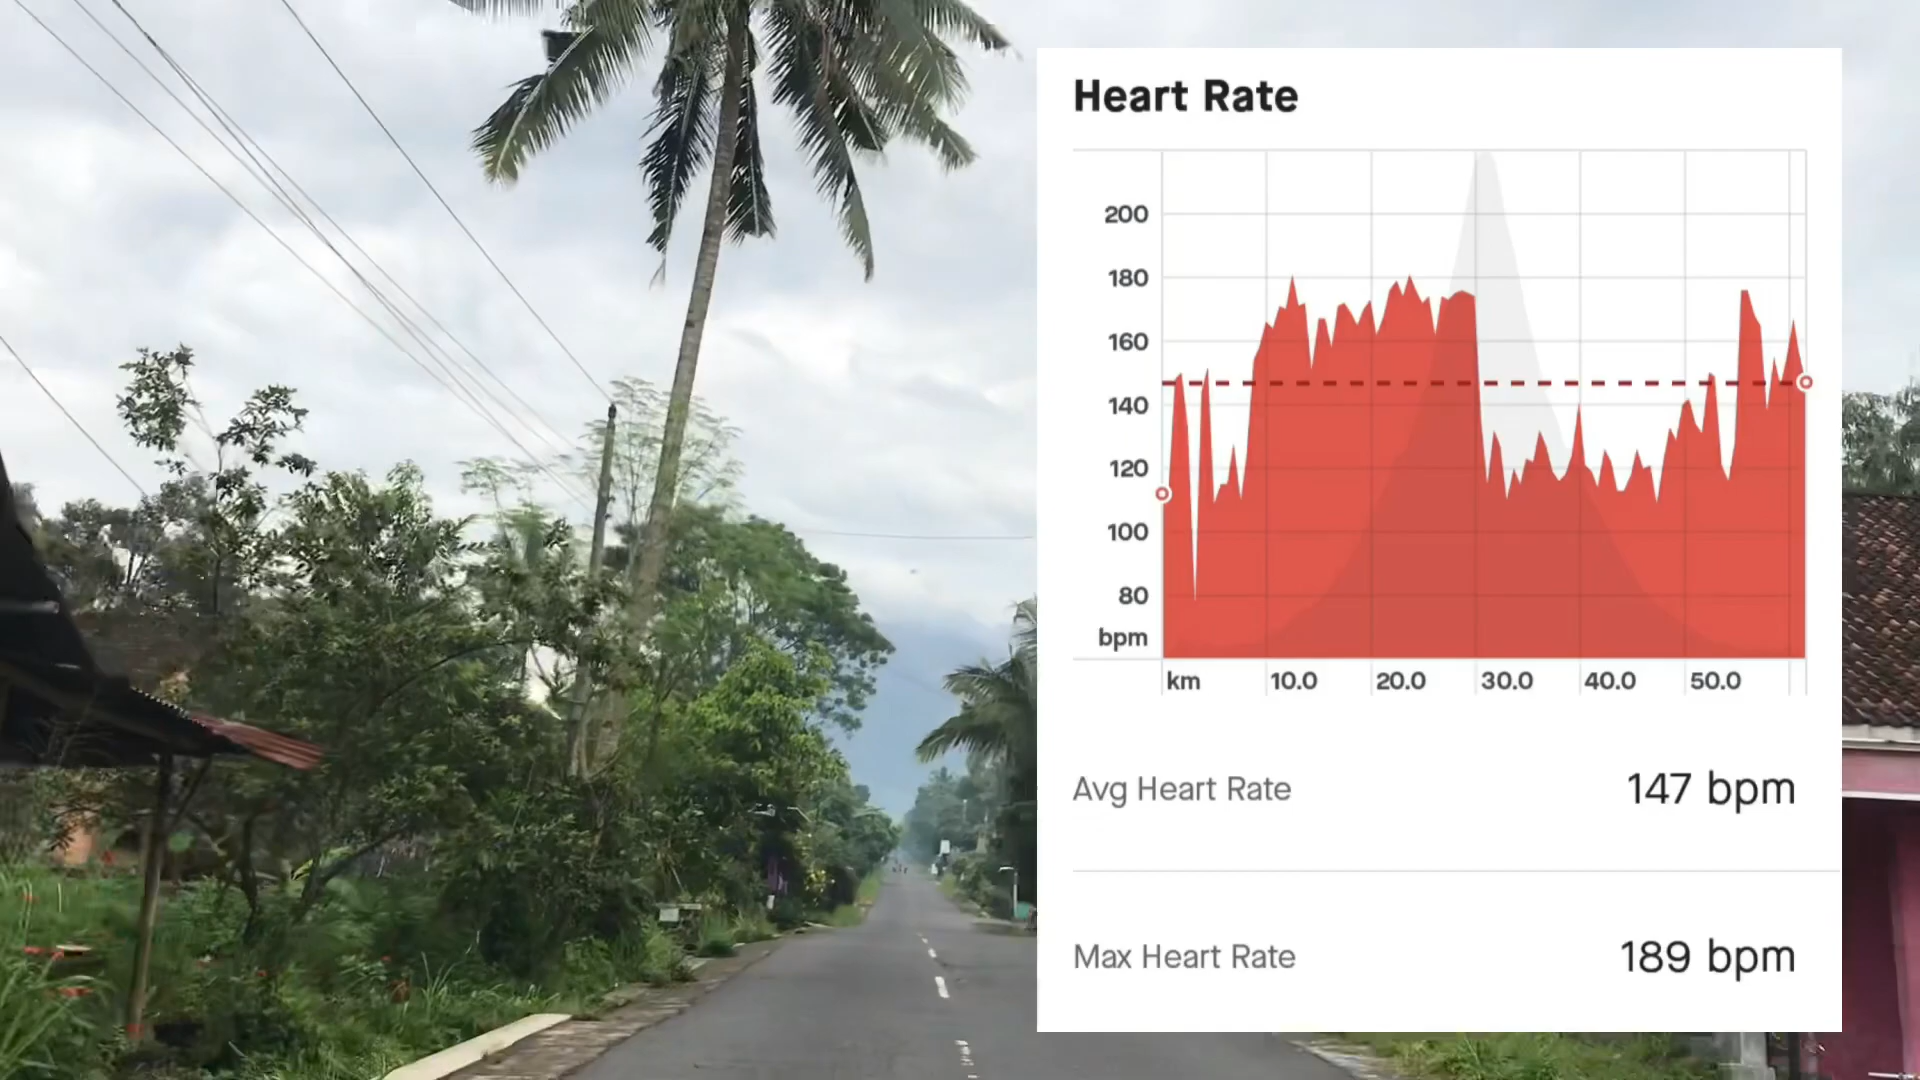 Heart Rate
200
180
160
140
120
100
80
bpm
km 10.0 20.0 30.0 40.0 50.0
Avg Heart Rate 147 bpm
Max Heart Rate 189 bpm